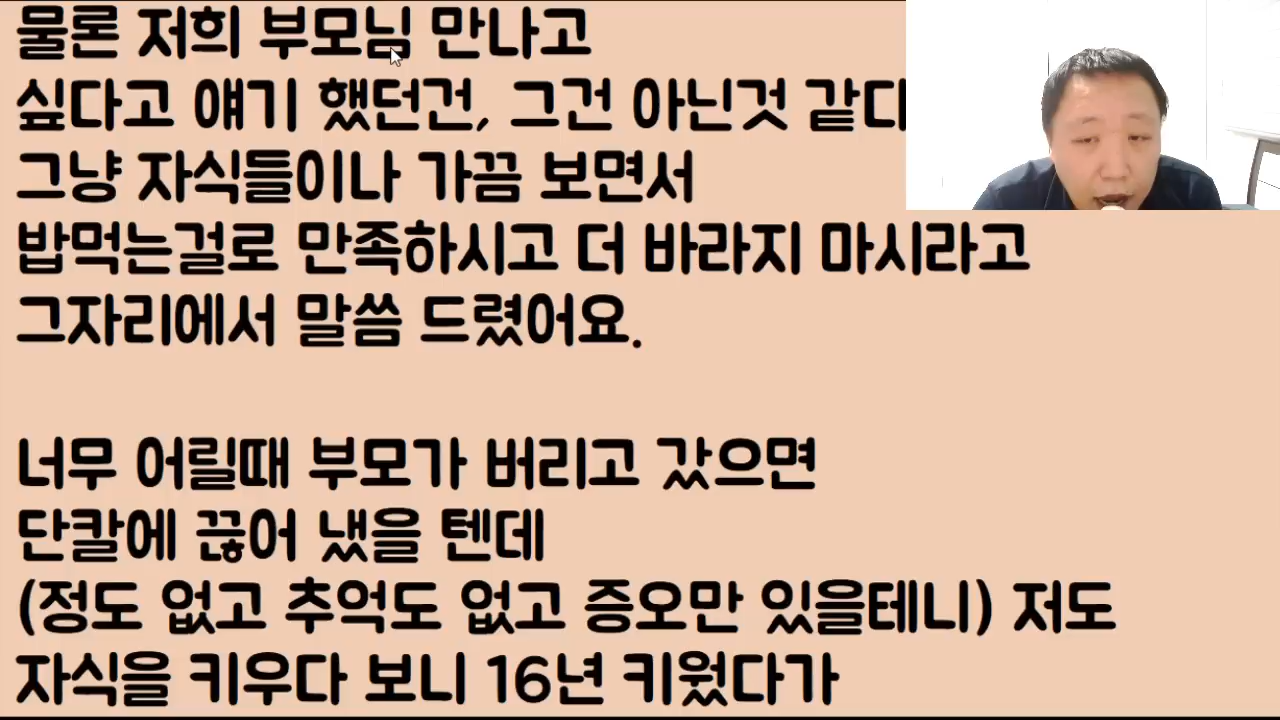 물론 저희 부모님 만나고
싶다고 얘기 했던건, 그건 아닌것 같다
그냥 자식들이나 가끔 보면서
밥먹는걸로 만족하시고 더 바라지 마시라고
그자리에서 말씀 드렸어요.
너무 어릴때 부모가 버리고 갔으면
단칼에 끊어 냈을 텐데
(정도 없고 추억도 없고 증오만 있을테니) 저도
자식을 키우다 보니 16년 키웠다가